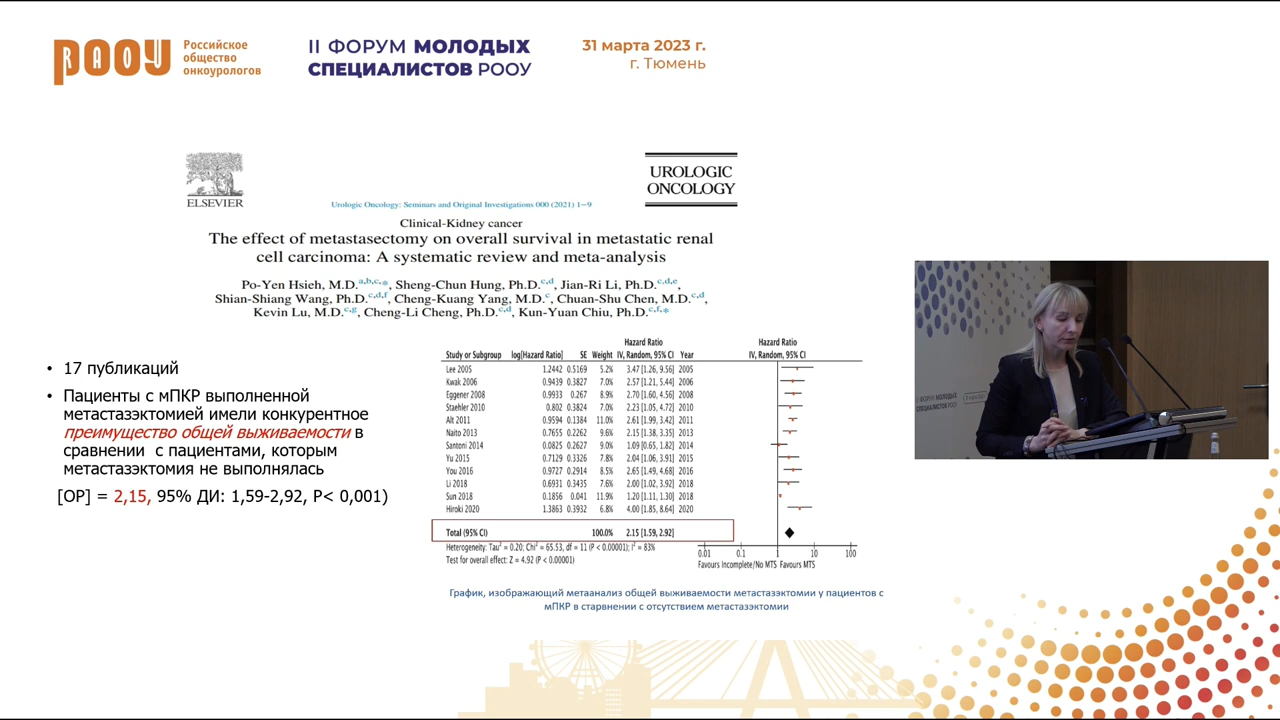 РООУ
RAOU
Российское
общество
онкоурологов
II ФОРУМ МОЛОДЫХ
СПЕЦИАЛИСТОВ РООУ
31 марта 2023 г.
г. Тюмень
ELSEVIER
UROLOGIC
ONCOLOGY
Urologic Oncology: Seminars and Original Investigations 000 (2021) 1−9
Clinical-Kidney cancer
The effect of metastasectomy on overall survival in metastatic renal
cell carcinoma: A systematic review and meta-analysis
Po-Yen Hsieh, M.D.a,b,c,*, Sheng-Chun Hung, Ph.D.c,d, Jian-Ri Li, Ph.D.c,d,e,
Shian-Shiang Wang, Ph.D.c,d,f, Cheng-Kuang Yang, M.D.c, Chuan-Shu Chen, M.D.c,d,
Kevin Lu, M.D.c,g, Cheng-Li Cheng, Ph.D.c,d, Kun-Yuan Chiu, Ph.D.c,f,*
• 17 публикаций
• Пациенты с мПКР выполненной
метастазэктомией имели конкурентное
преимущество общей выживаемости в
сравнении с пациентами, которым
метастазэктомия не выполнялась
[ОР] = 2,15, 95% ДИ: 1,59-2,92, P< 0,001)
Hazard Ratio Hazard Ratio
Study or Subgroup log[Hazard Ratio] SE Weight IV, Random, 95% CI Year IV, Random, 95% CI
Lee 2005 1.2442 0.5169 5.2% 3.47 [1.26, 9.56] 2005
Kwak 2006 0.9439 0.3827 7.0% 2.57 [1.21, 5.44] 2006
Eggener 2008 0.9933 0.267 8.9% 2.70 [1.60, 4.56] 2008
Staehler 2010 0.802 0.3824 7.0% 2.23 [1.05, 4.72] 2010
Alt 2011 0.9594 0.1384 11.0% 2.61 [1.99, 3.42] 2011
Naito 2013 0.7655 0.2262 9.6% 2.15 [1.38, 3.35] 2013
Santoni 2014 0.0825 0.2627 9.0% 1.09 [0.65, 1.82] 2014
Yu 2015 0.7129 0.3326 7.8% 2.04 [1.06, 3.91] 2015
You 2016 0.9727 0.2914 8.5% 2.65 [1.49, 4.68] 2016
Li 2018 0.6931 0.3435 7.6% 2.00 [1.02, 3.92] 2018
Sun 2018 0.1856 0.041 11.9% 1.20 [1.11, 1.30] 2018
Hiroki 2020 1.3863 0.3932 6.8% 4.00 [1.85, 8.64] 2020
Total (95% CI) 100.0% 2.15 [1.59, 2.92]
Heterogeneity: Tau² = 0.20; Chi² = 65.53, df = 11 (P < 0.00001); I² = 83%
Test for overall effect: Z = 4.92 (P < 0.00001)
0.01 0.1 1 10 100
Favours Incomplete/No MTS Favours MTS
График, изображающий метаанализ общей выживаемости метастазэктомии у пациентов с
мПКР в старвнении с отсутствием метастазэктомии
II ФОРУМ МОЛОДЫХ
СПЕЦИАЛИСТОВ РООУ